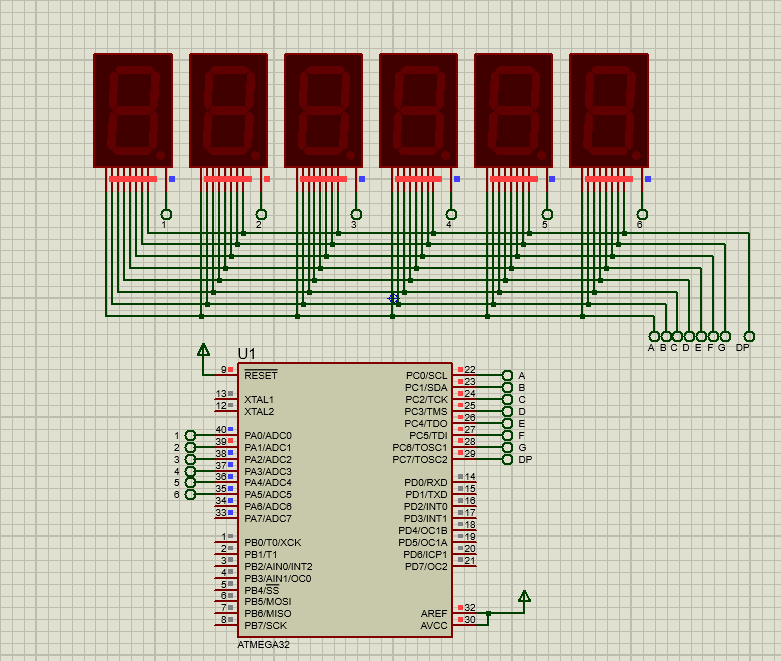 1 2 3 4 5 6
A B C D E F G DP
U1
9 RESET PC0/SCL 22 A
PC1/SDA 23 B
13 XTAL1 PC2/TCK 24 C
12 XTAL2 PC3/TMS 25 D
PC4/TDO 26 E
1 40 PA0/ADC0 PC5/TDI 27 F
2 39 PA1/ADC1 PC6/TOSC1 28 G
3 38 PA2/ADC2 PC7/TOSC2 29 DP
4 37 PA3/ADC3
5 36 PA4/ADC4 PD0/RXD 14
6 35 PA5/ADC5 PD1/TXD 15
34 PA6/ADC6 PD2/INT0 16
33 PA7/ADC7 PD3/INT1 17
PD4/OC1B 18
1 PB0/T0/XCK PD5/OC1A 19
2 PB1/T1 PD6/ICP1 20
3 PB2/AIN0/INT2 PD7/OC2 21
4 PB3/AIN1/OC0
5 PB4/SS
6 PB5/MOSI
7 PB6/MISO AREF 32
8 PB7/SCK AVCC 30
ATMEGA32